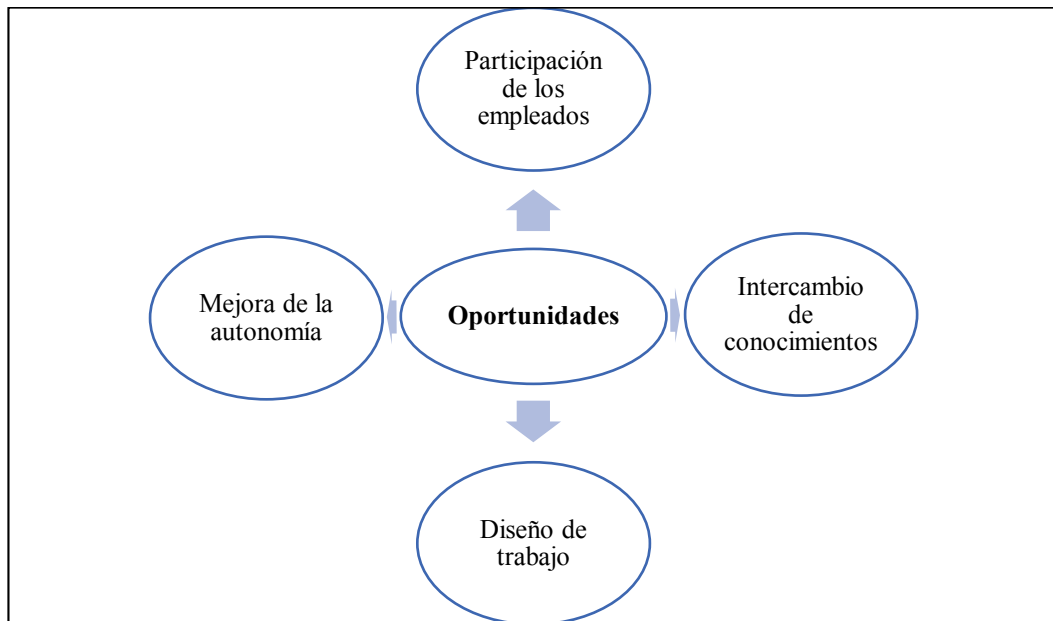 Participación
de los
empleados
Mejora de la
autonomía
Oportunidades
Intercambio
de
conocimientos
Diseño de
trabajo